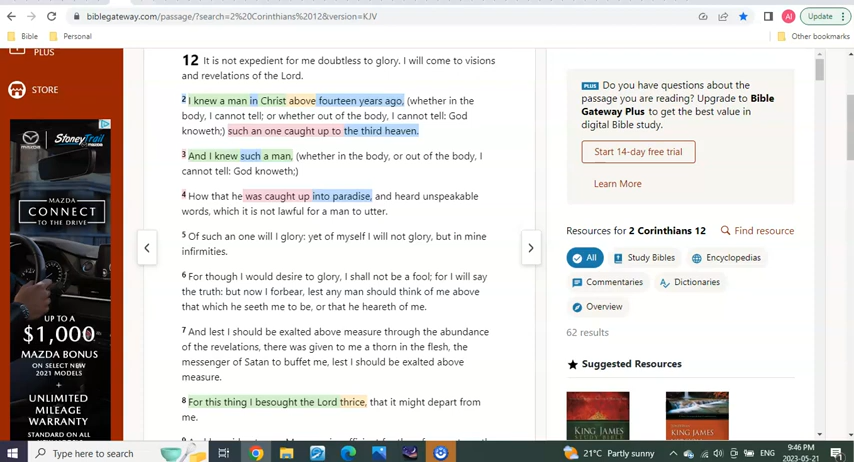 biblegateway.com/passage/?search=2%20Corinthians%2012&version=KJV
Update
Bible
Personal
Other bookmarks
PLUS
STORE
mazda
StoneyTrail
MAZDA
CONNECT
TO THE DRIVE
UP TO A
$1,000
MAZDA BONUS
ON SELECT NEW
2021 MODELS
+
UNLIMITED
MILEAGE
WARRANTY
STANDARD ON ALL
12 It is not expedient for me doubtless to glory. I will come to visions
and revelations of the Lord.
2 I knew a man in Christ above fourteen years ago, (whether in the
body, I cannot tell; or whether out of the body, I cannot tell: God
knoweth;) such an one caught up to the third heaven.
3 And I knew such a man, (whether in the body, or out of the body, I
cannot tell: God knoweth;)
4 How that he was caught up into paradise, and heard unspeakable
words, which it is not lawful for a man to utter.
5 Of such an one will I glory: yet of myself I will not glory, but in mine
infirmities.
6 For though I would desire to glory, I shall not be a fool; for I will say
the truth: but now I forbear, lest any man should think of me above
that which he seeth me to be, or that he heareth of me.
7 And lest I should be exalted above measure through the abundance
of the revelations, there was given to me a thorn in the flesh, the
messenger of Satan to buffet me, lest I should be exalted above
measure.
8 For this thing I besought the Lord thrice, that it might depart from
me.
PLUS Do you have questions about the
passage you are reading? Upgrade to Bible
Gateway Plus to get the best value in
digital Bible study.
Start 14-day free trial
Learn More
Resources for 2 Corinthians 12
Find resource
All
Study Bibles
Encyclopedias
Commentaries
Dictionaries
Overview
62 results
Suggested Resources
KING JAMES
KING JAMES
Type here to search
21°C Partly sunny
ENG
9:46 PM
2023-05-21